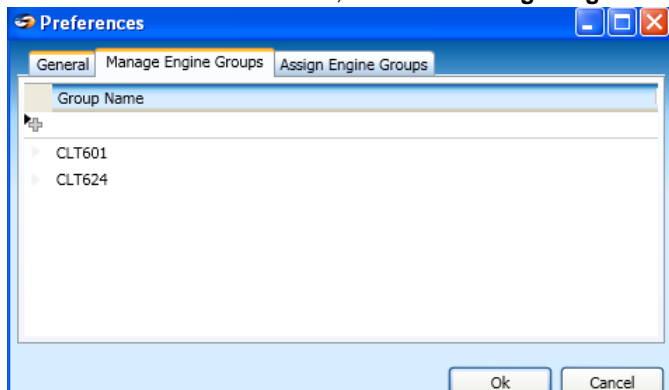 Preferences
General Manage Engine Groups Assign Engine Groups
Group Name
CLT601
CLT624
Ok Cancel